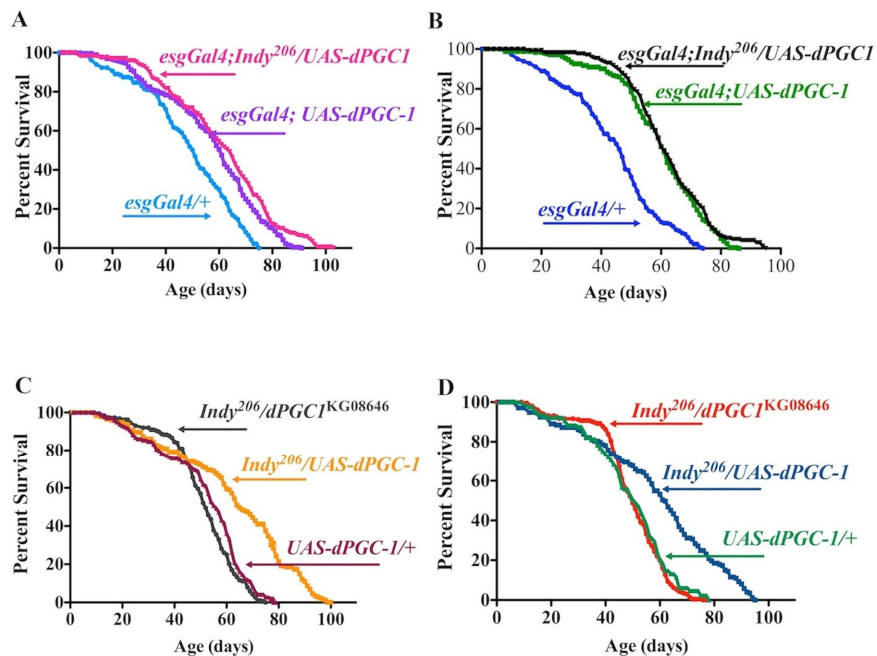 A
Percent Survival
100
80
60
40
20
0
esgGal4;Indy²⁰⁶/UAS-dPGC1
esgGal4; UAS-dPGC-1
esgGal4/+
0 20 40 60 80 100
Age (days)
B
Percent Survival
100
80
60
40
20
0
esgGal4;Indy²⁰⁶/UAS-dPGC1
esgGal4;UAS-dPGC-1
esgGal4/+
0 20 40 60 80 100
Age (days)
C
Percent Survival
100
80
60
40
20
0
Indy²⁰⁶/dPGC1ᴷᴳ⁰⁸⁶⁴⁶
Indy²⁰⁶/UAS-dPGC-1
UAS-dPGC-1/+
0 20 40 60 80 100
Age (days)
D
Percent Survival
100
80
60
40
20
0
Indy²⁰⁶/dPGC1ᴷᴳ⁰⁸⁶⁴⁶
Indy²⁰⁶/UAS-dPGC-1
UAS-dPGC-1/+
0 20 40 60 80 100
Age (days)